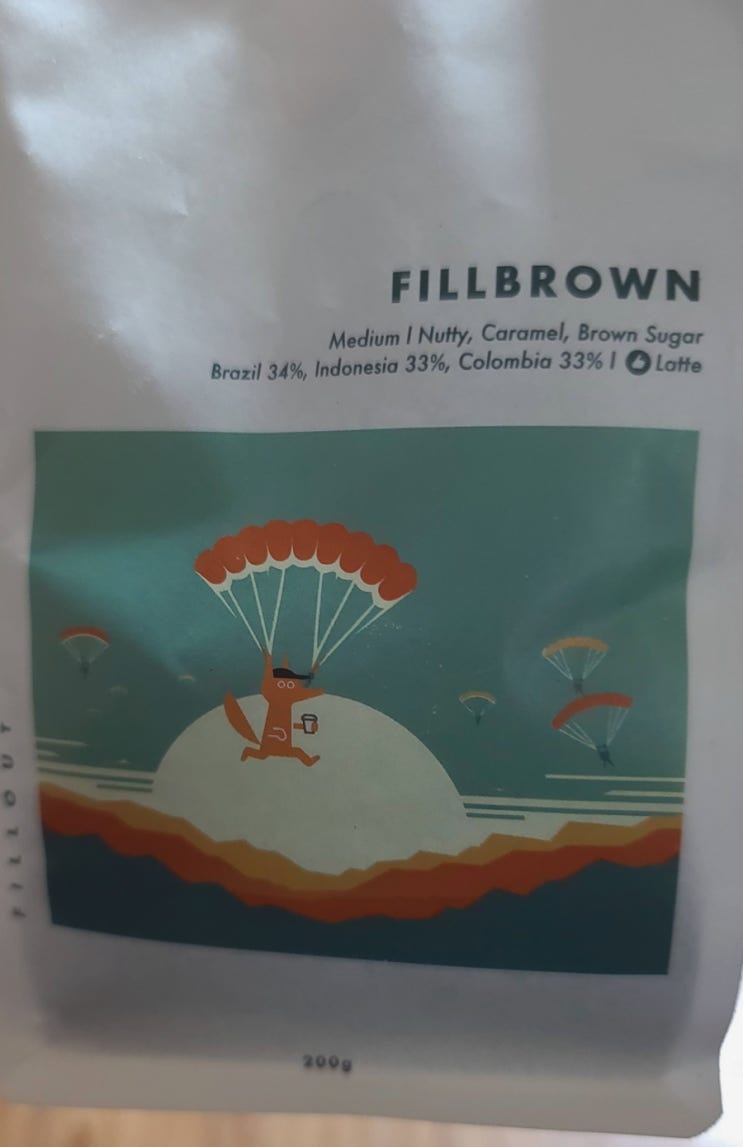 FILLBROWN
Medium | Nutty, Caramel, Brown Sugar
Brazil 34%, Indonesia 33%, Colombia 33% | Latte
FILLOUT
200g